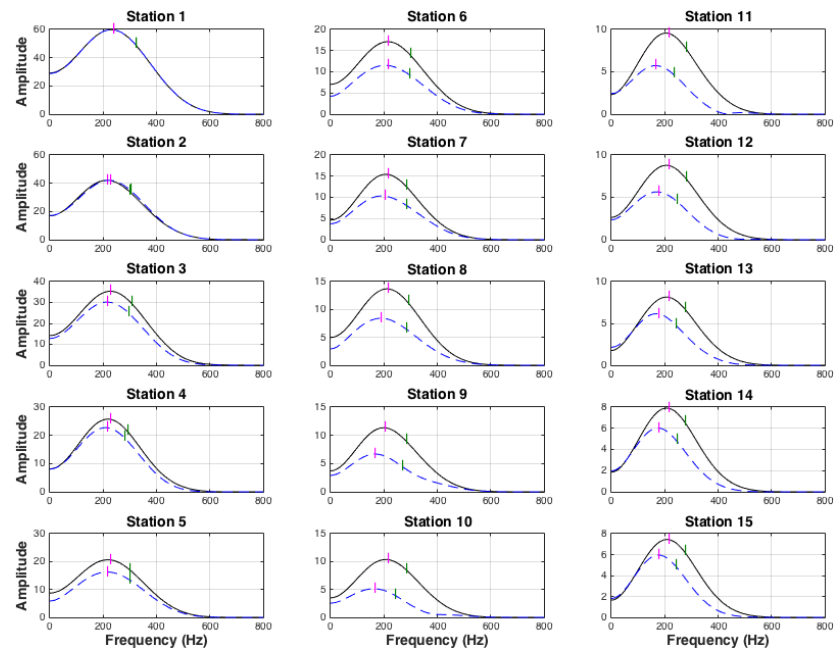 Station 1
Amplitude
60
40
20
0
0 200 400 600 800
Station 6
20
15
10
5
0
0 200 400 600 800
Station 11
10
5
0
0 200 400 600 800
Station 2
Amplitude
60
40
20
0
0 200 400 600 800
Station 7
20
15
10
5
0
0 200 400 600 800
Station 12
10
5
0
0 200 400 600 800
Station 3
Amplitude
40
30
20
10
0
0 200 400 600 800
Station 8
15
10
5
0
0 200 400 600 800
Station 13
10
5
0
0 200 400 600 800
Station 4
Amplitude
30
20
10
0
0 200 400 600 800
Station 9
15
10
5
0
0 200 400 600 800
Station 14
8
6
4
2
0
0 200 400 600 800
Station 5
Amplitude
30
20
10
0
0 200 400 600 800
Frequency (Hz)
Station 10
15
10
5
0
0 200 400 600 800
Frequency (Hz)
Station 15
8
6
4
2
0
0 200 400 600 800
Frequency (Hz)